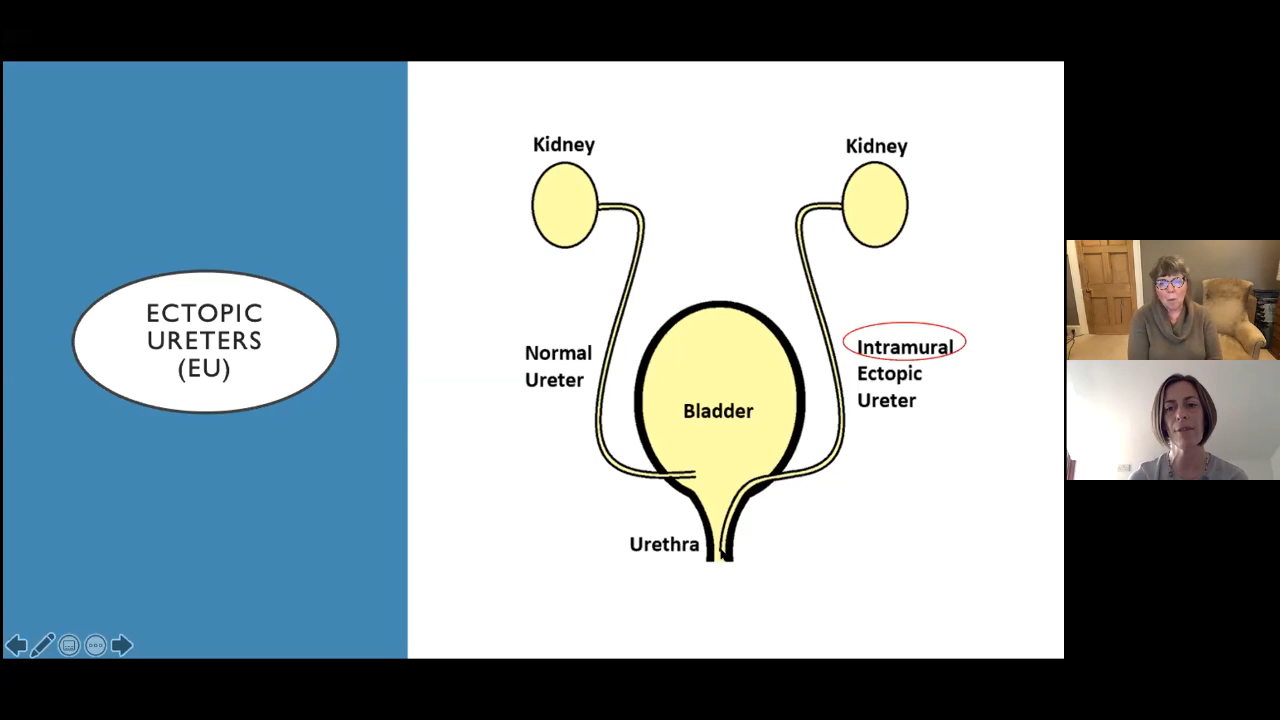 ECTOPIC
URETERS
(EU)
Kidney
Kidney
Normal
Ureter
Bladder
Intramural
Ectopic
Ureter
Urethra